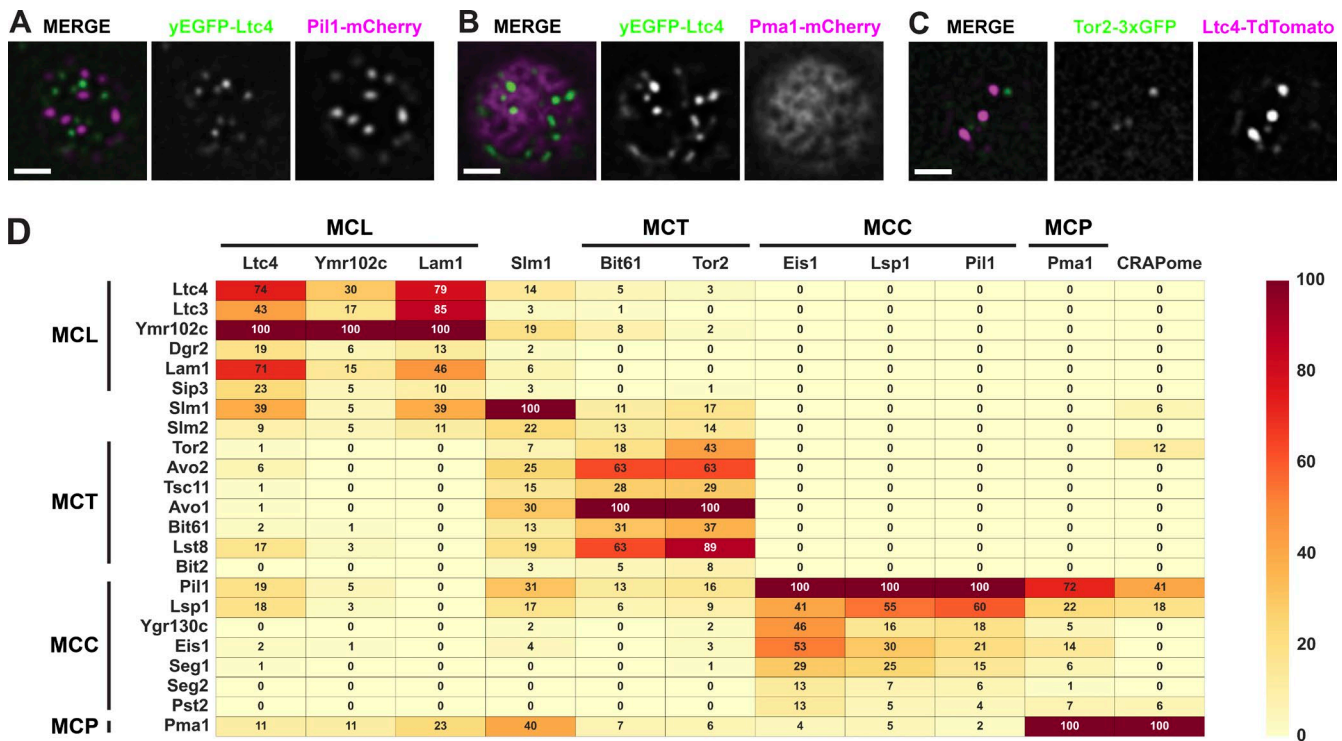 A MERGE yEGFP-Ltc4 Pil1-mCherry B MERGE yEGFP-Ltc4 Pma1-mCherry C MERGE Tor2-3xGFP Ltc4-TdTomato
D MCL MCT MCC MCP
Ltc4 Ymr102c Lam1 Slm1 Bit61 Tor2 Eis1 Lsp1 Pil1 Pma1 CRAPome
Ltc4 74 30 79 14 5 3 0 0 0 0 0 100
Ltc3 43 17 85 3 1 0 0 0 0 0 0
MCL Ymr102c 100 100 100 19 8 2 0 0 0 0 0
Dgr2 19 6 13 2 0 0 0 0 0 0 0
Lam1 71 15 46 6 0 0 0 0 0 0 0 80
Sip3 23 5 10 3 0 1 0 0 0 0 0
Slm1 39 5 39 100 11 17 0 0 0 0 6
Slm2 9 5 11 22 13 14 0 0 0 0 0
Tor2 1 0 0 7 18 43 0 0 0 0 12
Avo2 6 0 0 25 63 63 0 0 0 0 0 60
Tsc11 1 0 0 15 28 29 0 0 0 0 0
MCT Avo1 1 0 0 30 100 100 0 0 0 0 0
Bit61 2 1 0 13 31 37 0 0 0 0 0
Lst8 17 3 0 19 63 89 0 0 0 0 0 40
Bit2 0 0 0 3 5 8 0 0 0 0 0
Pil1 19 5 0 31 13 16 100 100 100 72 41
Lsp1 18 3 0 17 6 9 41 55 60 22 18
Ygr130c 0 0 0 2 0 2 46 16 18 5 0
MCC Eis1 2 1 0 4 0 3 53 30 21 14 0 20
Seg1 1 0 0 0 0 1 29 25 15 6 0
Seg2 0 0 0 0 0 0 13 7 6 1 0
Pst2 0 0 0 0 0 0 13 5 4 7 6
MCP Pma1 11 11 23 40 7 6 4 5 2 100 100 0